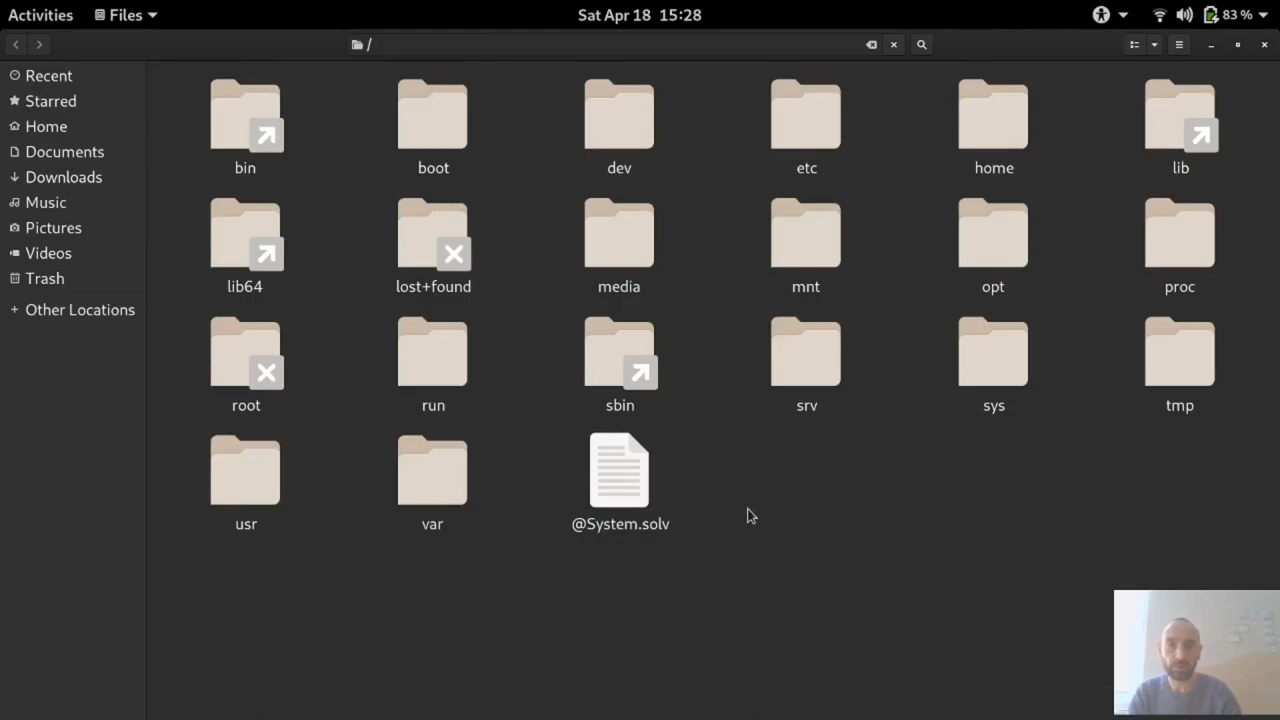 Activities Files Sat Apr 18 15:28 83 %
/
Recent
Starred
Home
Documents
Downloads
Music
Pictures
Videos
Trash
+ Other Locations
bin boot dev etc home lib
lib64 lost+found media mnt opt proc
root run sbin srv sys tmp
usr var @System.solv